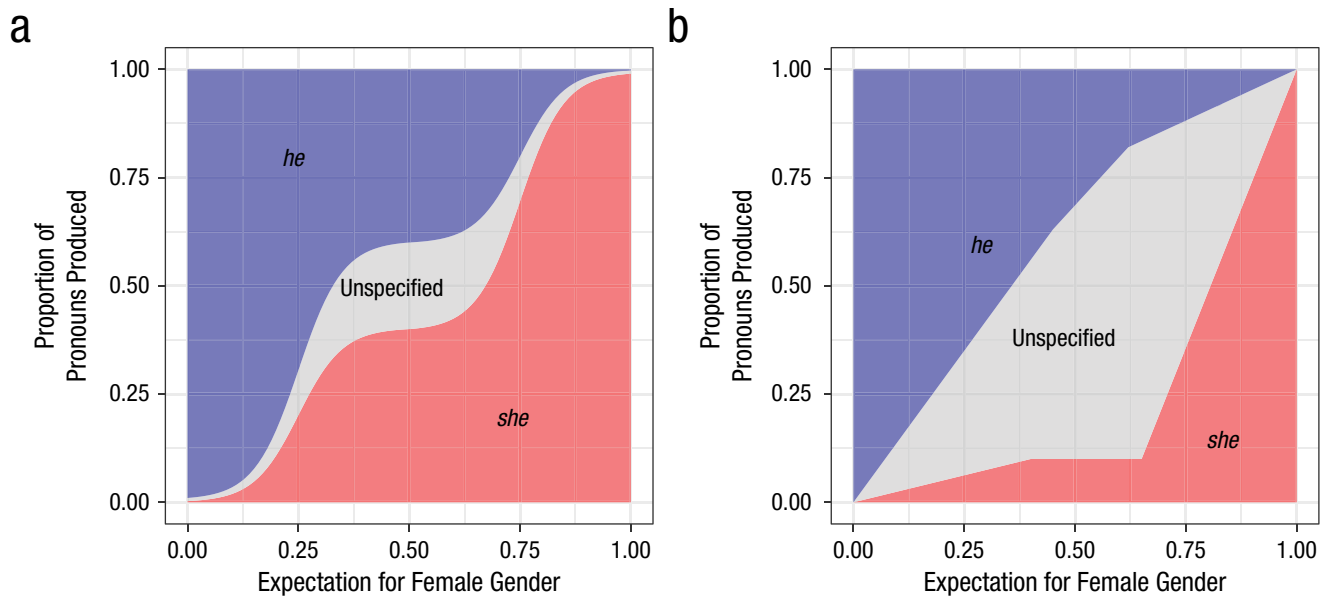 a
Proportion of
Pronouns Produced
1.00
0.75
0.50
0.25
0.00
he
Unspecified
she
0.00 0.25 0.50 0.75 1.00
Expectation for Female Gender
b
Proportion of
Pronouns Produced
1.00
0.75
0.50
0.25
0.00
he
Unspecified
she
0.00 0.25 0.50 0.75 1.00
Expectation for Female Gender